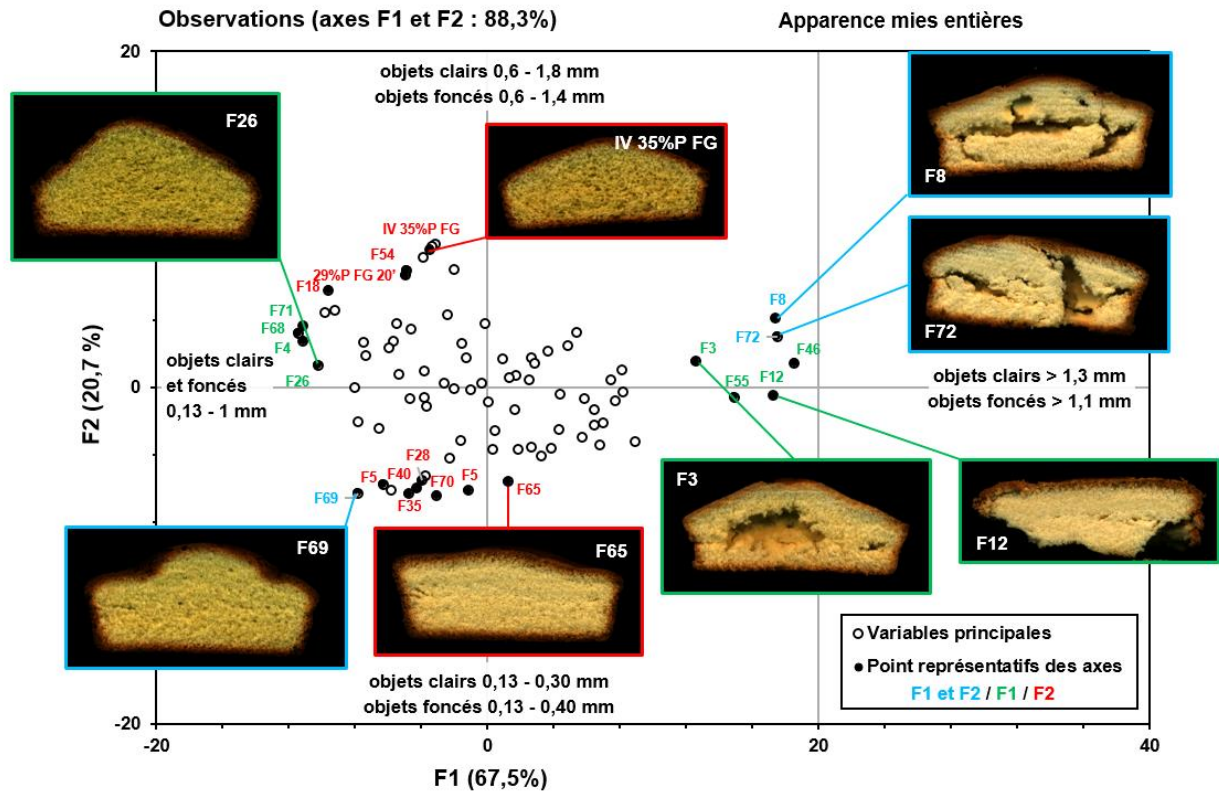 Observations (axes F1 et F2 : 88,3%)
Apparence mies entières
20
objets clairs 0,6 - 1,8 mm
objets foncés 0,6 - 1,4 mm
F26
IV 35%P FG
F8
F72
IV 35%P FG
F54
29%P FG 20'
F18
F71
F68
F4
F26
objets clairs
et foncés
0,13 - 1 mm
F8
F72
F46
F3
F55
F12
objets clairs > 1,3 mm
objets foncés > 1,1 mm
0
F2 (20,7 %)
F28
F5
F40
F5
F69
F35
F70
F65
F69
F65
F3
F12
objets clairs 0,13 - 0,30 mm
objets foncés 0,13 - 0,40 mm
Variables principales
Point représentatifs des axes
F1 et F2 / F1 / F2
-20
-20
0
20
40
F1 (67,5%)